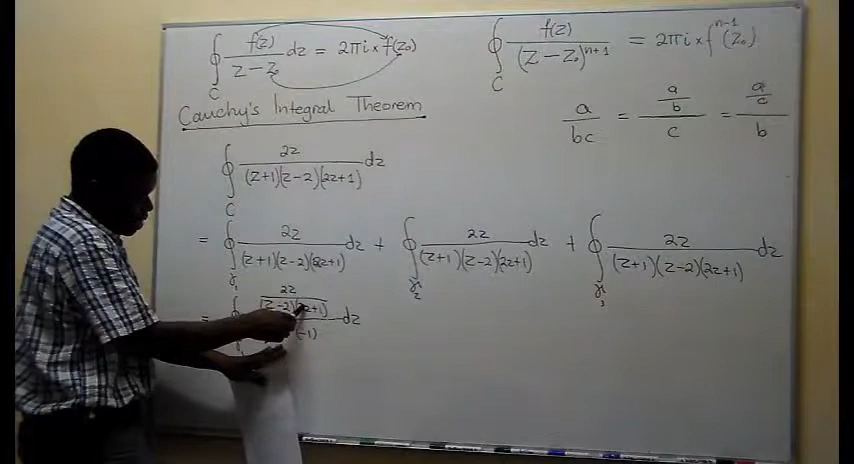 ∮_C f(z)/(z − z₀) dz = 2πi × f(z₀)
∮_C f(z)/(z − z₀)^(n+1) = 2πi × f^(n-1)(z₀)
Cauchy's Integral Theorem
a/(bc) = (a/b)/c = (a/c)/b
∮_C 2z/((z+1)(z−2)(2z+1)) dz
= ∮_γ₁ 2z/((z+1)(z−2)(2z+1)) dz + ∮_γ₂ 2z/((z+1)(z−2)(2z+1)) dz + ∮_γ₃ 2z/((z+1)(z−2)(2z+1)) dz
= ∮_γ₁ (2z/((z−2)(2z+1)))/(−1) dz